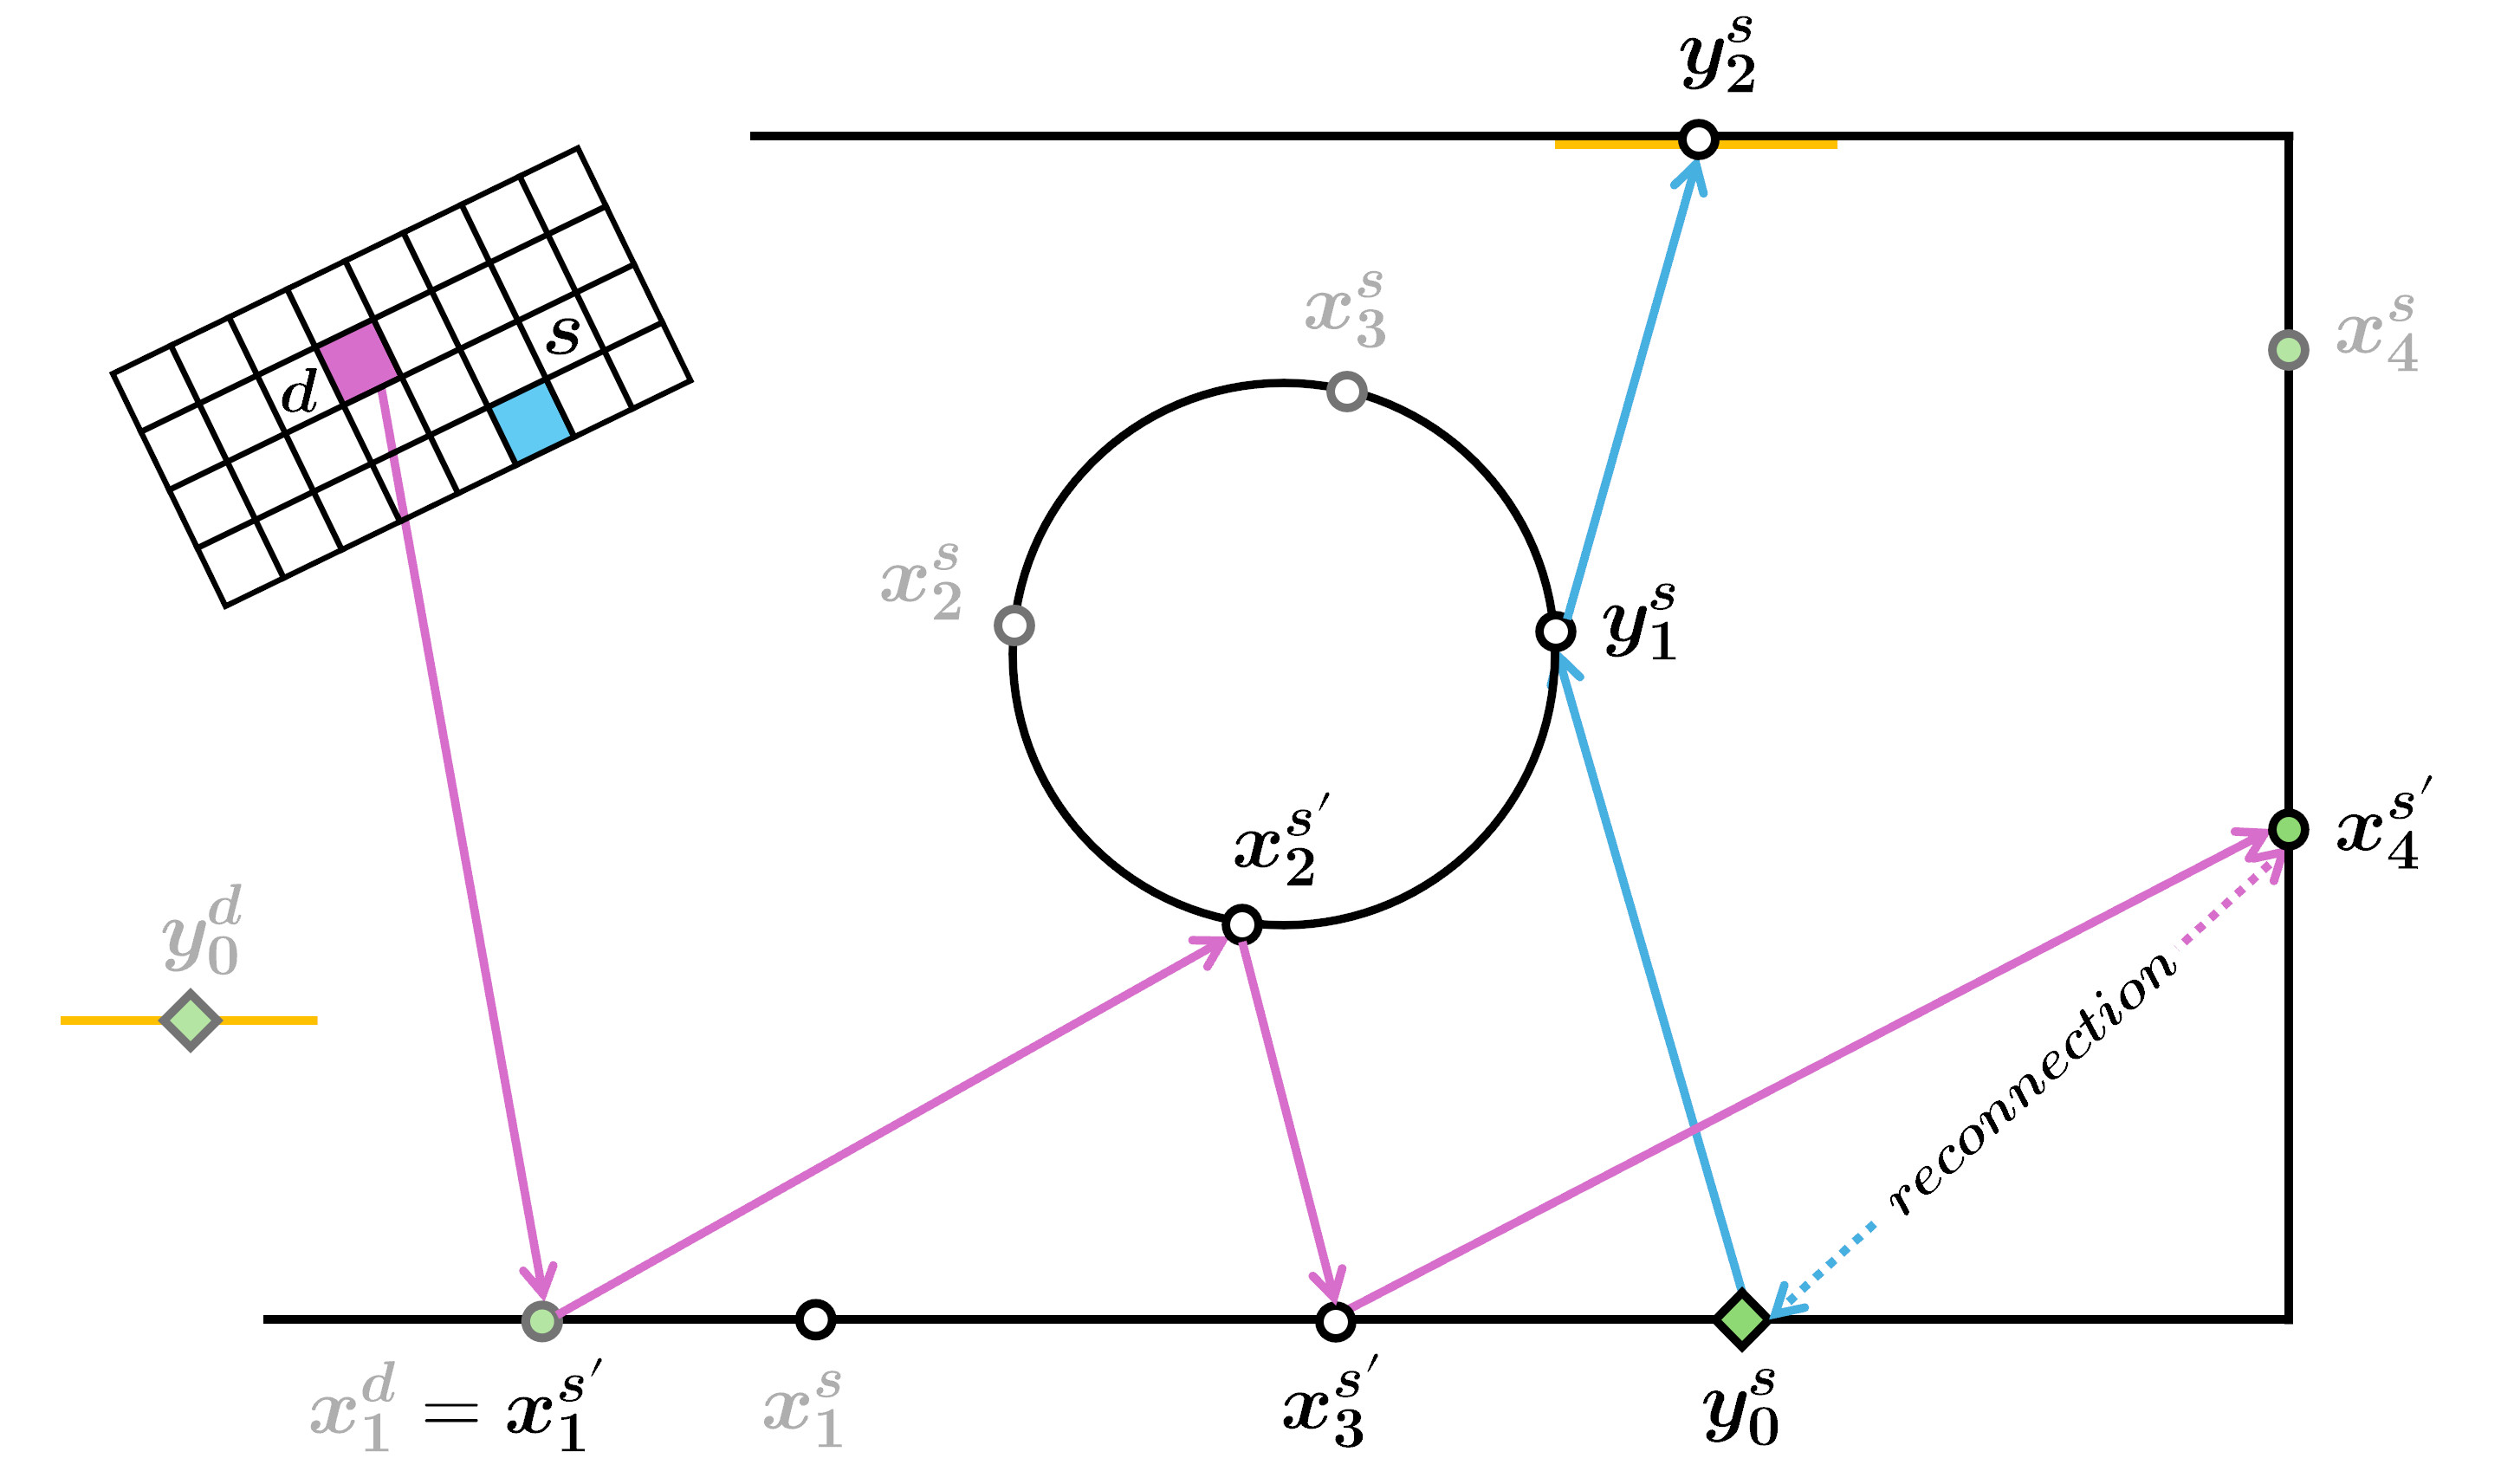 y_2^s
x_3^s
x_4^s
s
d
x_2^s
y_1^s
x_2^{s'}
x_4^{s'}
y_0^d
reconnection
x_1^d = x_1^{s'}
x_1^s
x_3^{s'}
y_0^s